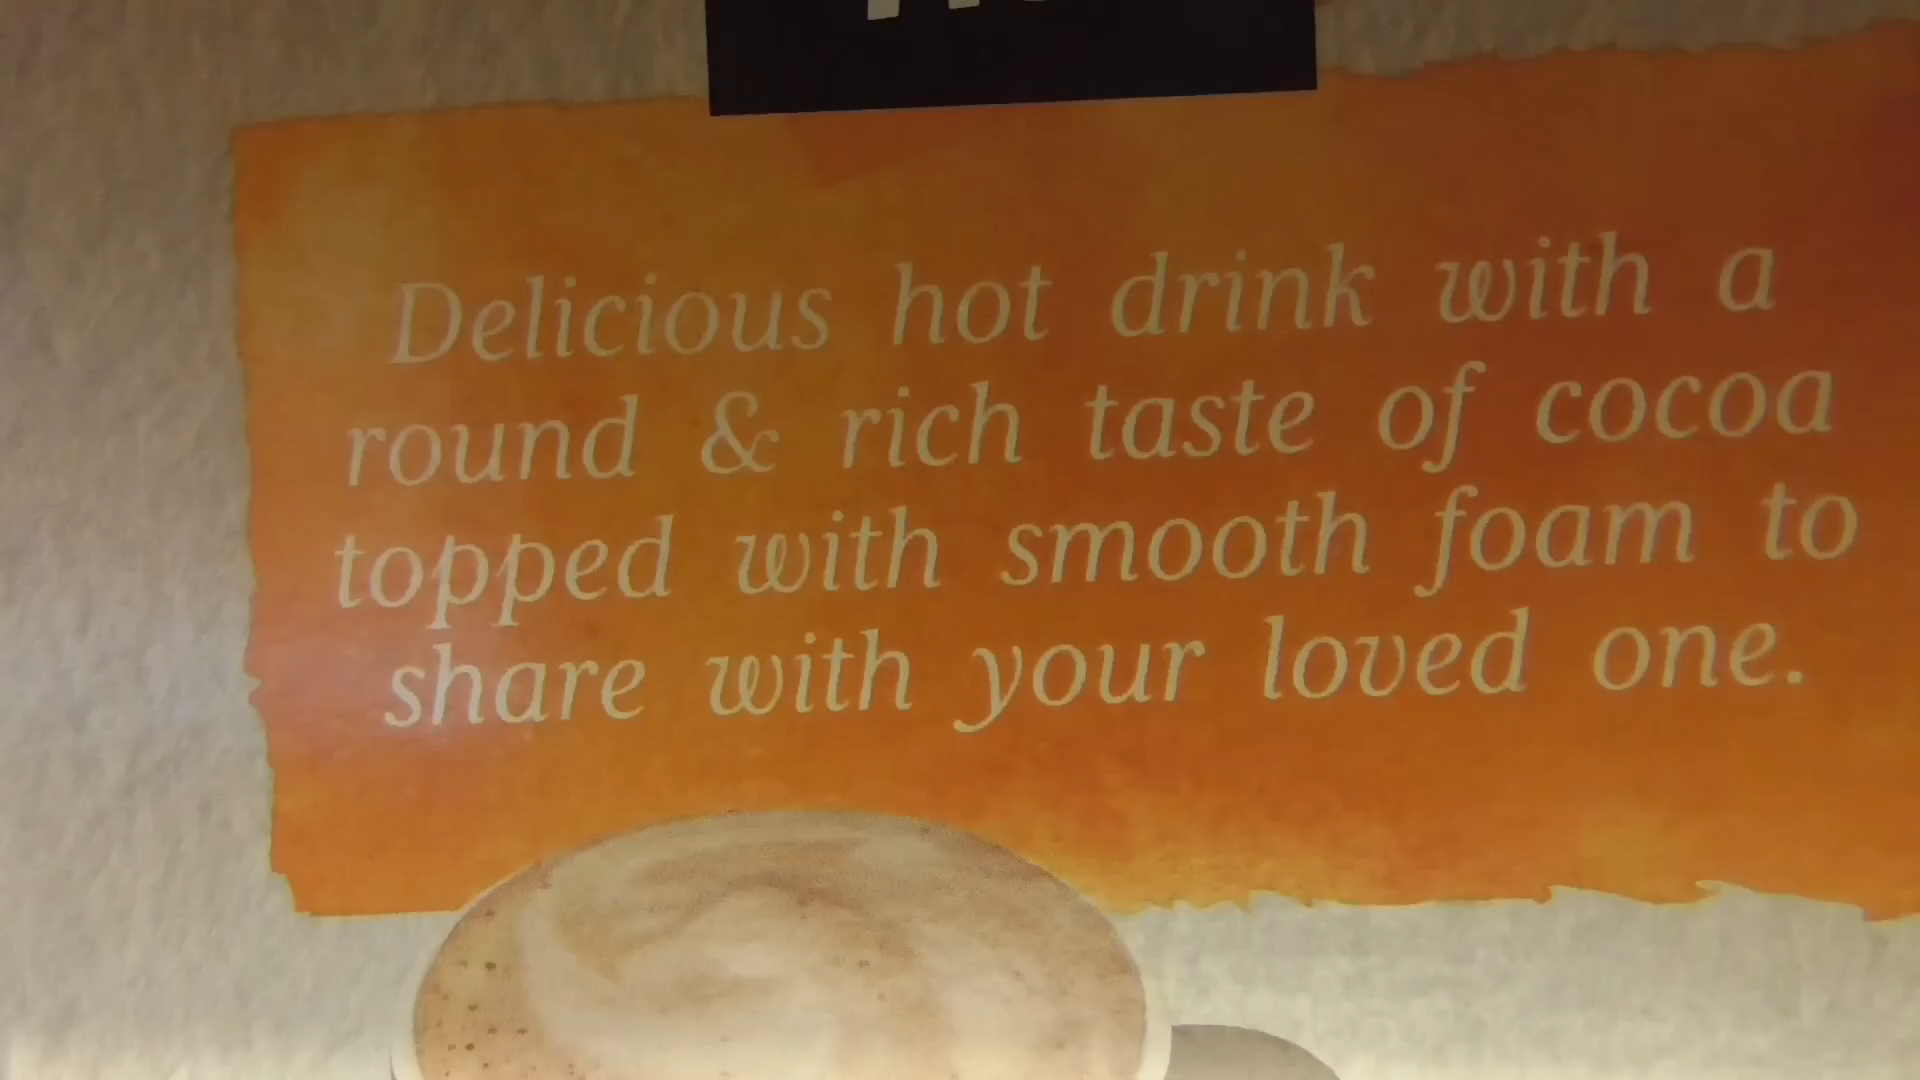 Delicious hot drink with a
round & rich taste of cocoa
topped with smooth foam to
share with your loved one.